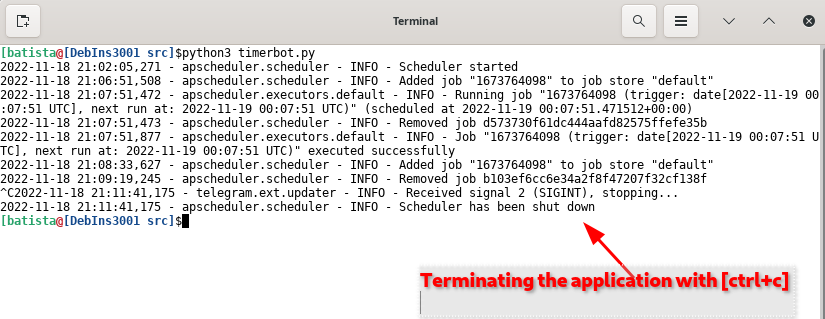 Terminal
[batista@[DebIns3001 src]$python3 timerbot.py
2022-11-18 21:02:05,271 - apscheduler.scheduler - INFO - Scheduler started
2022-11-18 21:06:51,508 - apscheduler.scheduler - INFO - Added job "1673764098" to job store "default"
2022-11-18 21:07:51,472 - apscheduler.executors.default - INFO - Running job "1673764098 (trigger: date[2022-11-19 00
:07:51 UTC], next run at: 2022-11-19 00:07:51 UTC)" (scheduled at 2022-11-19 00:07:51.471512+00:00)
2022-11-18 21:07:51,473 - apscheduler.scheduler - INFO - Removed job d573730f61dc444aafd82575ffefe35b
2022-11-18 21:07:51,877 - apscheduler.executors.default - INFO - Job "1673764098 (trigger: date[2022-11-19 00:07:51 U
TC], next run at: 2022-11-19 00:07:51 UTC)" executed successfully
2022-11-18 21:08:33,627 - apscheduler.scheduler - INFO - Added job "1673764098" to job store "default"
2022-11-18 21:09:19,245 - apscheduler.scheduler - INFO - Removed job b103ef6cc6e34a2f8f47207f32cf138f
^C2022-11-18 21:11:41,175 - telegram.ext.updater - INFO - Received signal 2 (SIGINT), stopping...
2022-11-18 21:11:41,175 - apscheduler.scheduler - INFO - Scheduler has been shut down
[batista@[DebIns3001 src]$
Terminating the application with [ctrl+c]